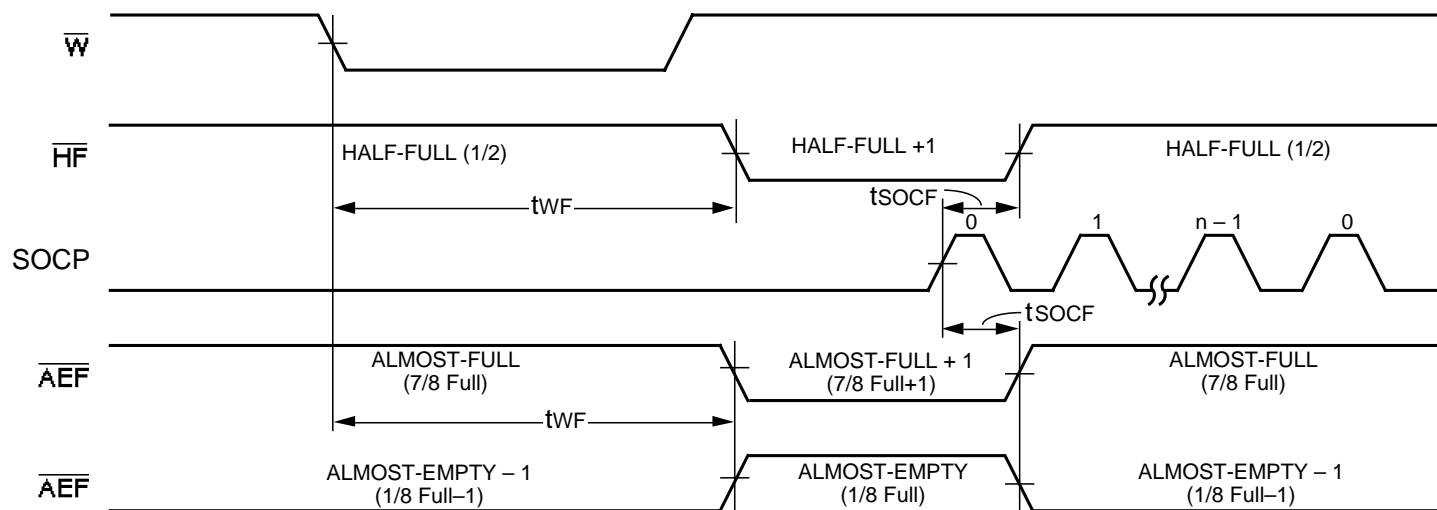 W
HF
HALF-FULL (1/2)
HALF-FULL +1
HALF-FULL (1/2)
tWF
tSOCF
SOCP
0
1
n – 1
0
tSOCF
AEF
ALMOST-FULL
(7/8 Full)
ALMOST-FULL + 1
(7/8 Full+1)
ALMOST-FULL
(7/8 Full)
tWF
AEF
ALMOST-EMPTY – 1
(1/8 Full–1)
ALMOST-EMPTY
(1/8 Full)
ALMOST-EMPTY – 1
(1/8 Full–1)